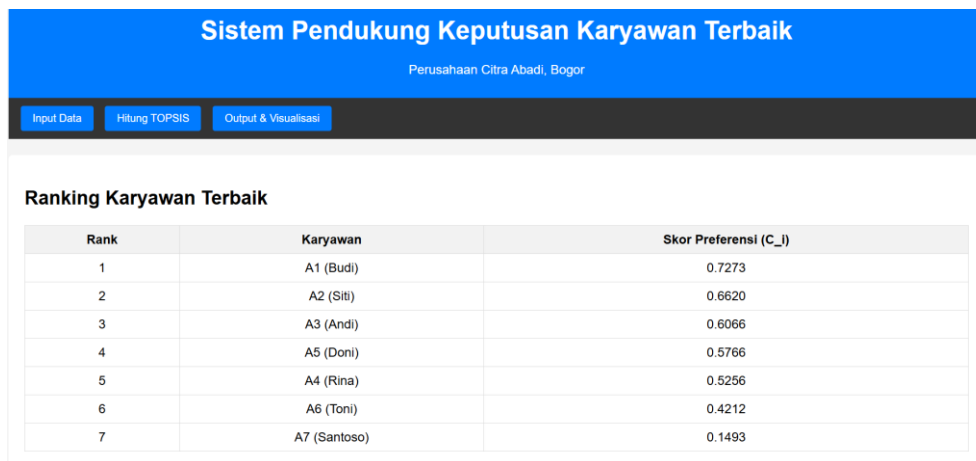 Sistem Pendukung Keputusan Karyawan Terbaik
Perusahaan Citra Abadi, Bogor
Input Data Hitung TOPSIS Output & Visualisasi
Ranking Karyawan Terbaik
Rank Karyawan Skor Preferensi (C_i)
1 A1 (Budi) 0.7273
2 A2 (Siti) 0.6620
3 A3 (Andi) 0.6066
4 A5 (Doni) 0.5766
5 A4 (Rina) 0.5256
6 A6 (Toni) 0.4212
7 A7 (Santoso) 0.1493